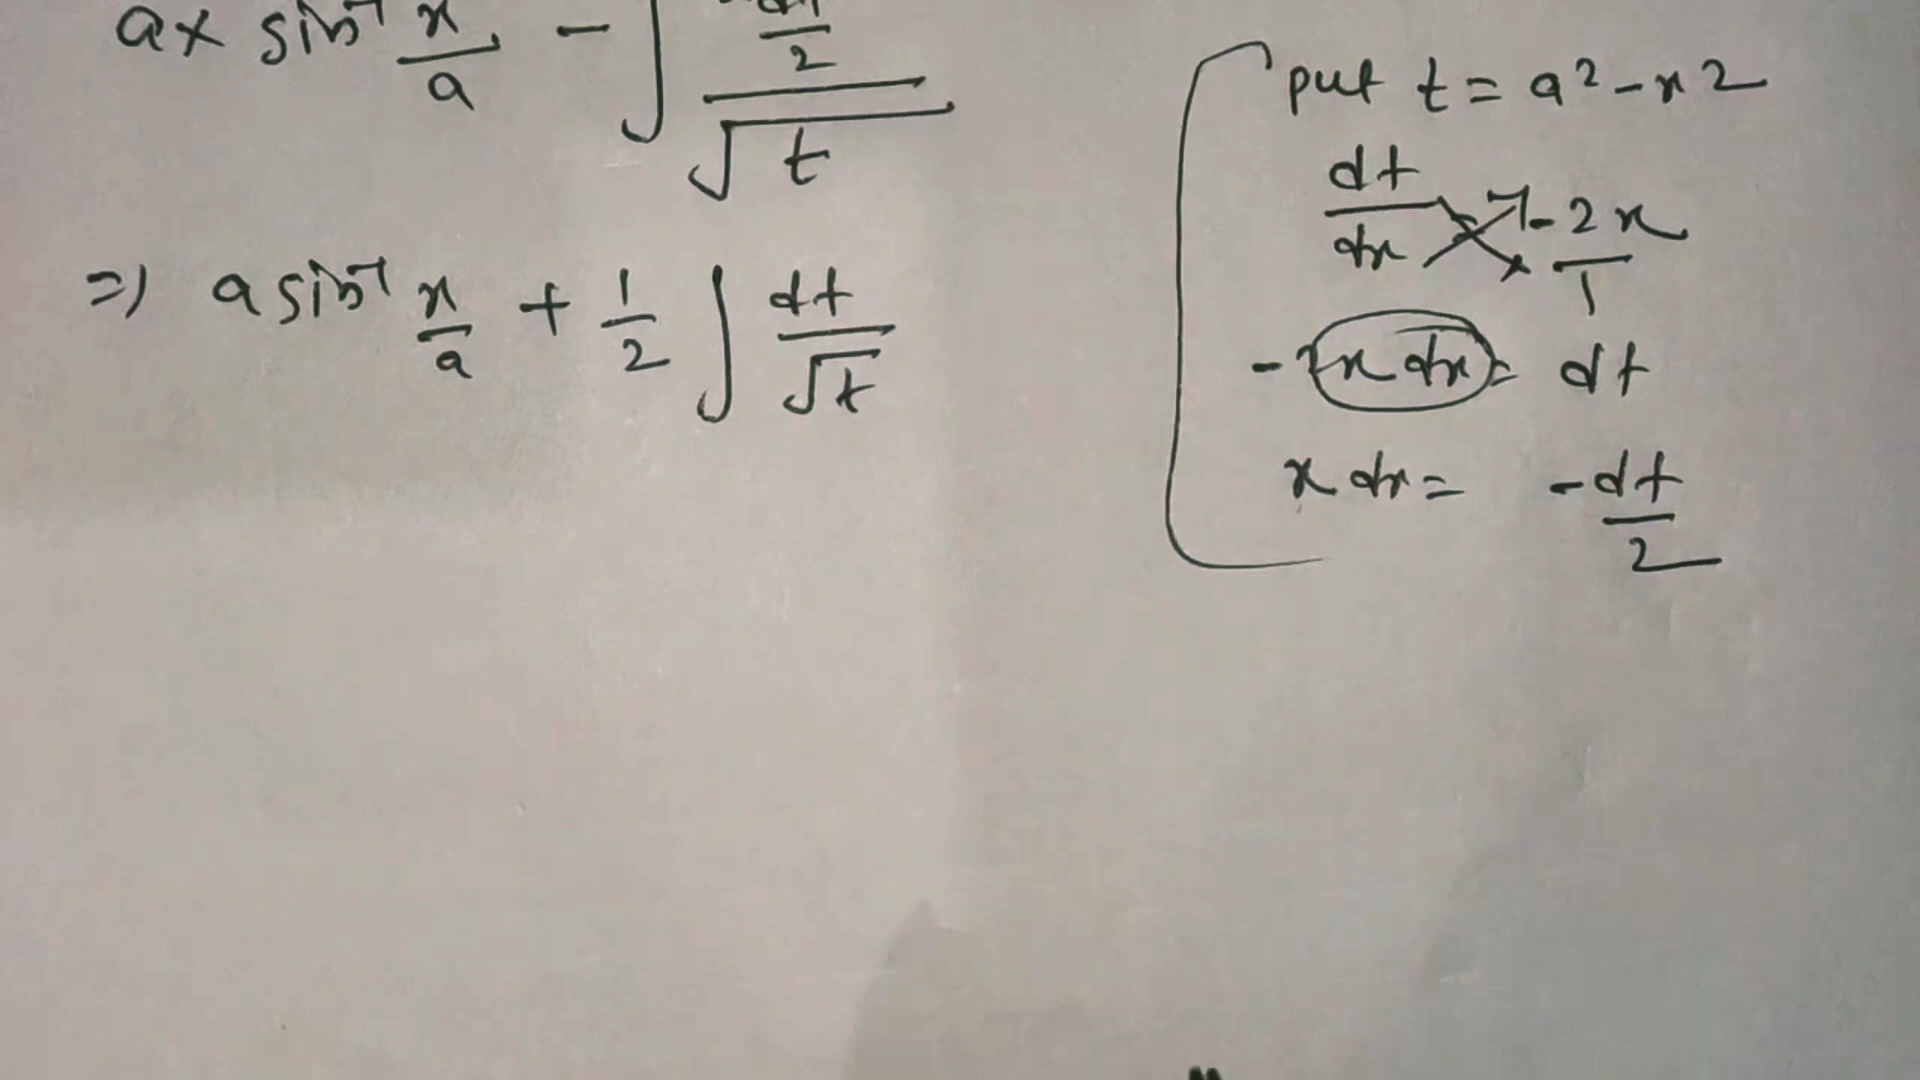 a x sin⁻¹ x/a - ∫ (-dt/2)/√t
=> a sin⁻¹ x/a + 1/2 ∫ dt/√t
put t = a² - x²
dt/dx = -2x/1
-2x dx = dt
x dx = -dt/2